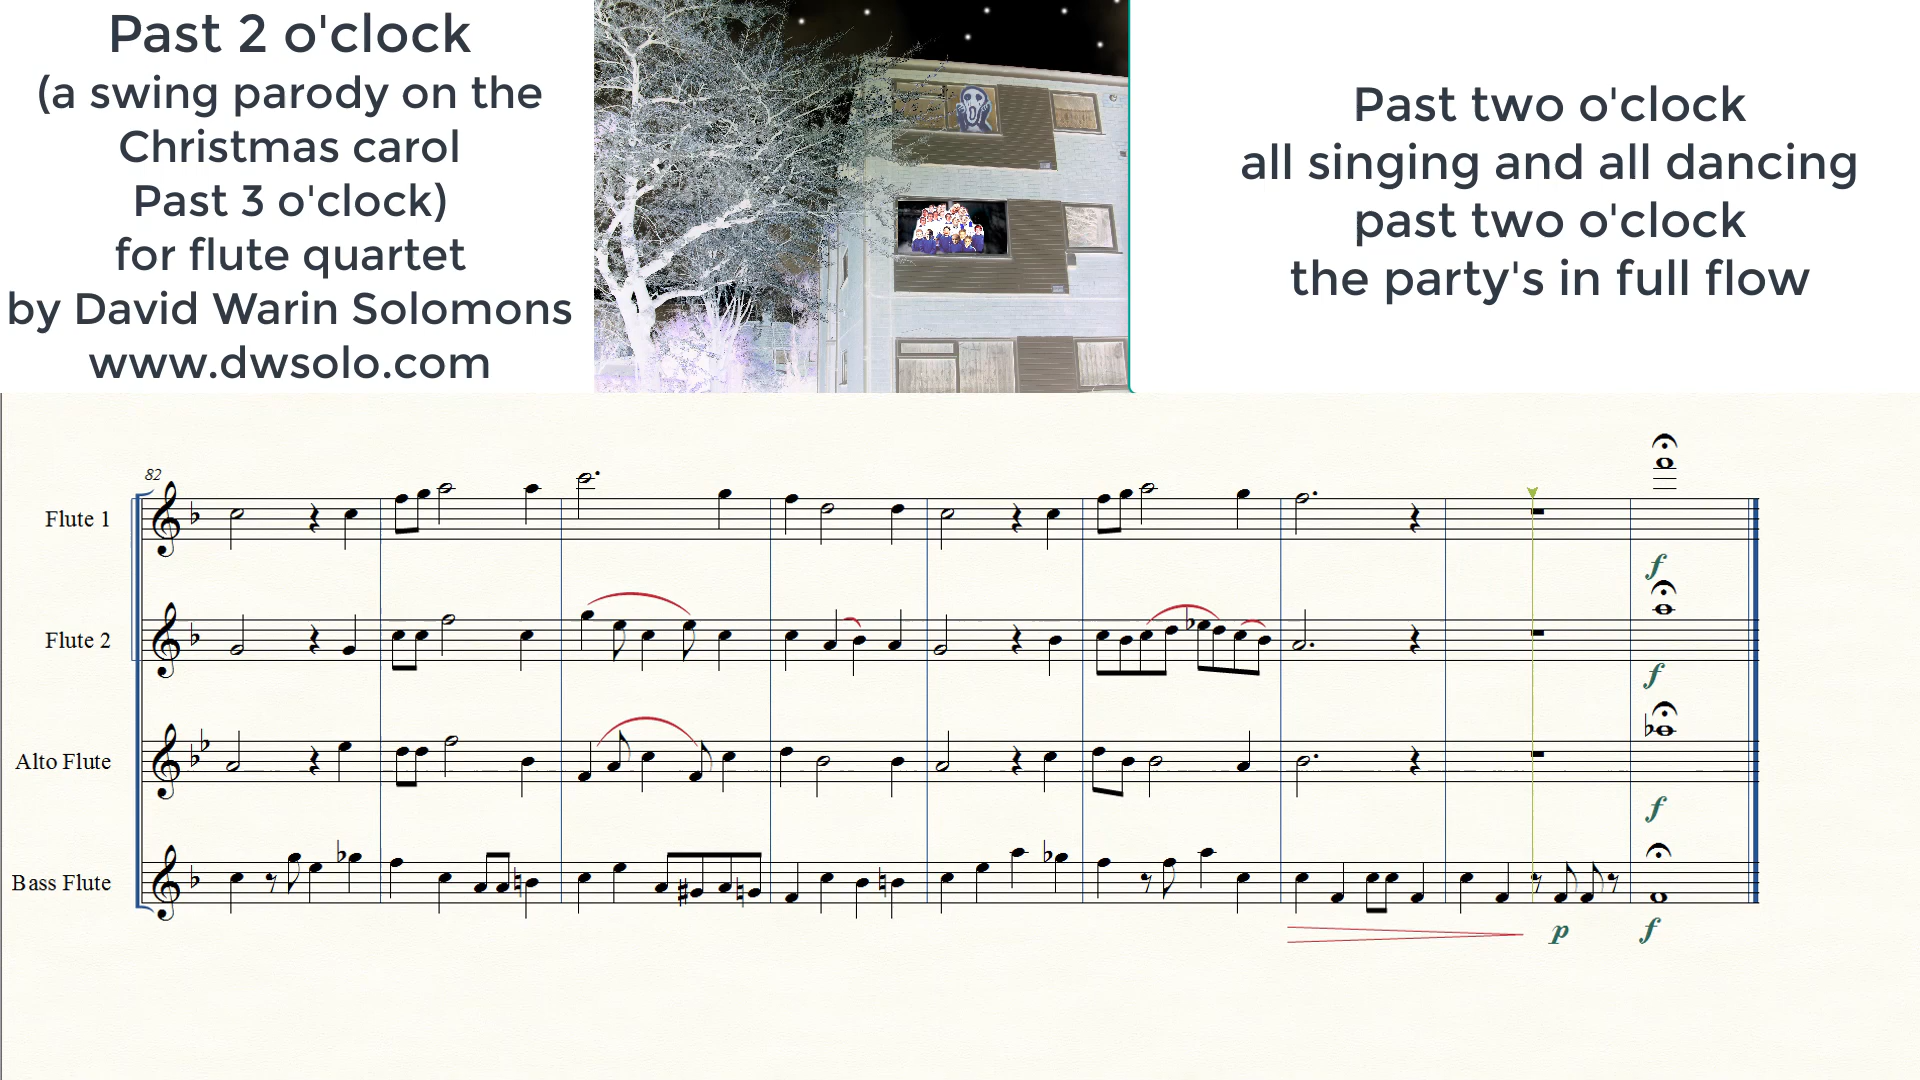 Past 2 o'clock
(a swing parody on the
Christmas carol
Past 3 o'clock)
for flute quartet
by David Warin Solomons
www.dwsolo.com
Past two o'clock
all singing and all dancing
past two o'clock
the party's in full flow
82
Flute 1
f
Flute 2
f
Alto Flute
f
Bass Flute
p f